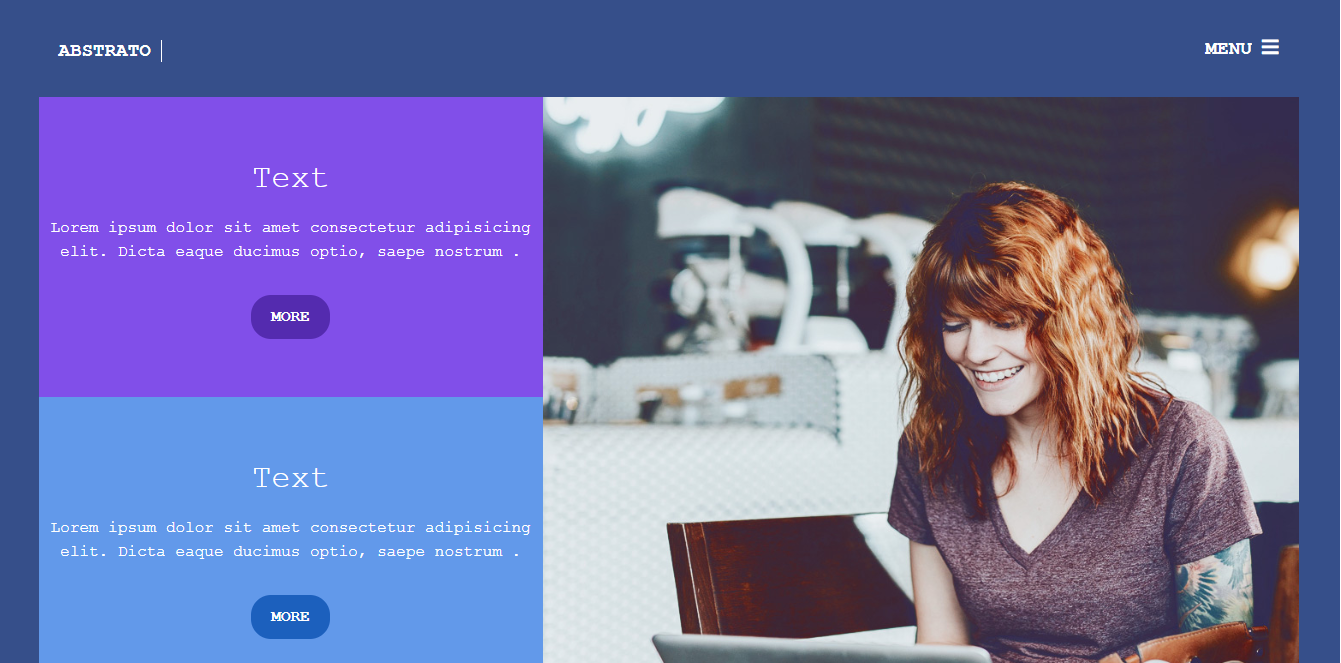 ABSTRATO
MENU
Text
Lorem ipsum dolor sit amet consectetur adipisicing
elit. Dicta eaque ducimus optio, saepe nostrum .
MORE
Text
Lorem ipsum dolor sit amet consectetur adipisicing
elit. Dicta eaque ducimus optio, saepe nostrum .
MORE